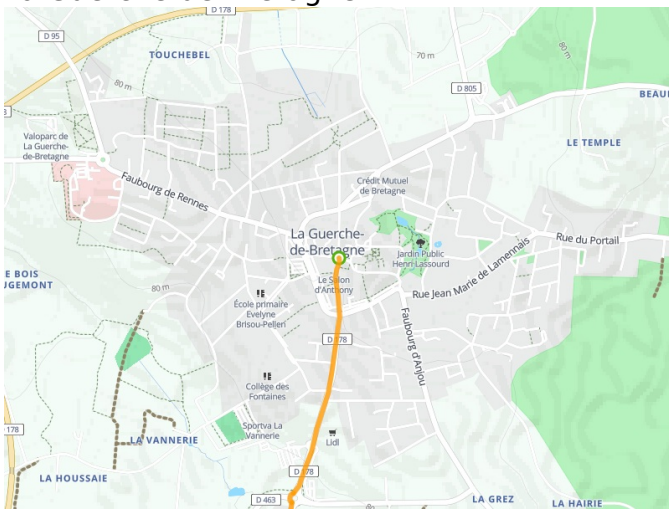 D 178
D 95
TOUCHEBEL
80 m
70 m
D 805
BEAU
Valoparc de
La Guerche-
de-Bretagne
LE TEMPLE
Crédit Mutuel
de Bretagne
Faubourg de Rennes
La Guerche-
de-Bretagne
Jardin Public
Henri Lassourd
Rue du Portail
Rue Jean Marie de Lamennais
E BOIS
UGEMONT
80 m
Le Salon
d'Anthony
École primaire
Evelyne
Brisou-Pellen
Faubourg d'Anjou
D 178
Collège des
Fontaines
178
LA VANNERIE
Sportva La
Vannerie
Lidl
LA HOUSSAIE
D 178
D 463
LA GREZ
LA HAIRIE